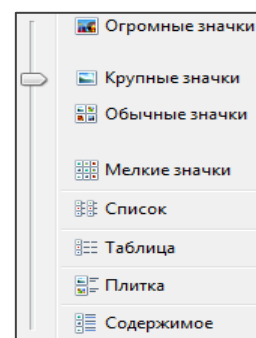 Огромные значки
Крупные значки
Обычные значки
Мелкие значки
Список
Таблица
Плитка
Содержимое